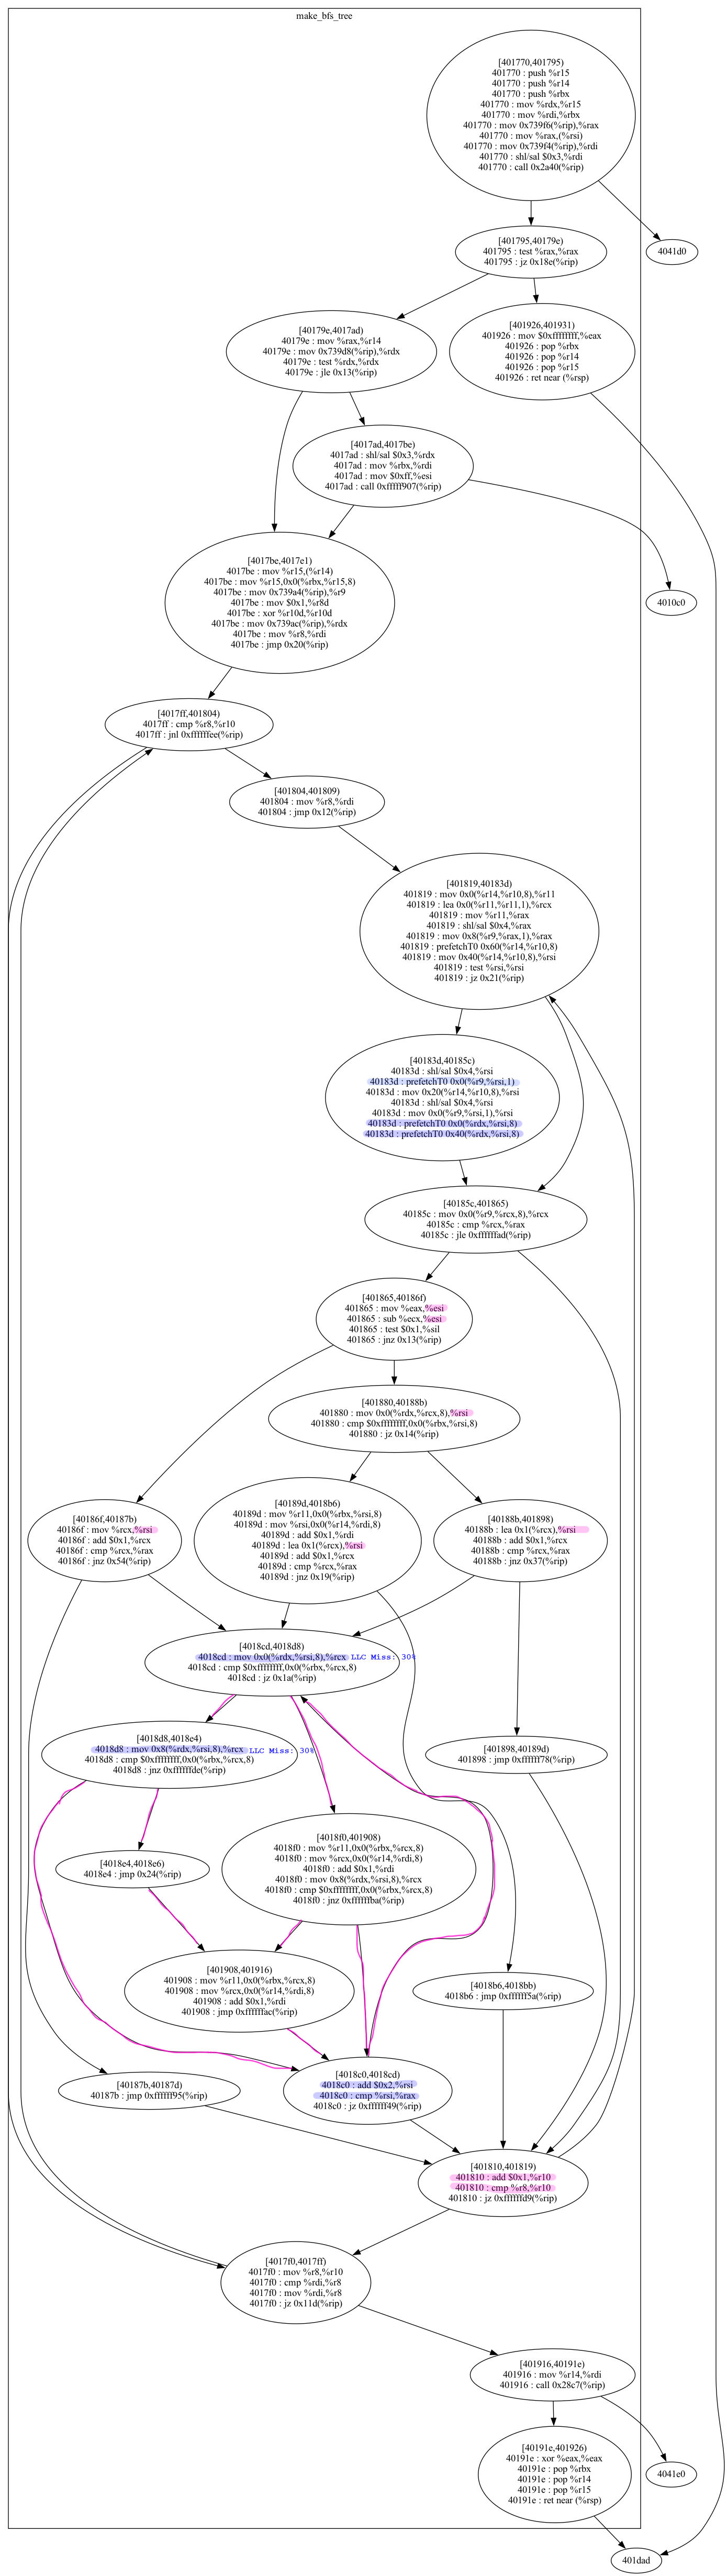 make_bfs_tree
[401770,401795)
401770 : push %r15
401770 : push %r14
401770 : push %rbx
401770 : mov %rdx,%r15
401770 : mov %rdi,%rbx
401770 : mov 0x739f6(%rip),%rax
401770 : mov %rax,(%rsi)
401770 : mov 0x739f4(%rip),%rdi
401770 : shl/sal $0x3,%rdi
401770 : call 0x2a40(%rip)
[401795,40179e)
401795 : test %rax,%rax
401795 : jz 0x18e(%rip)
4041d0
[40179e,4017ad)
40179e : mov %rax,%r14
40179e : mov 0x739d8(%rip),%rdx
40179e : test %rdx,%rdx
40179e : jle 0x13(%rip)
[401926,401931)
401926 : mov $0xffffffff,%eax
401926 : pop %rbx
401926 : pop %r14
401926 : pop %r15
401926 : ret near (%rsp)
[4017ad,4017be)
4017ad : shl/sal $0x3,%rdx
4017ad : mov %rbx,%rdi
4017ad : mov $0xff,%esi
4017ad : call 0xfffff907(%rip)
[4017be,4017e1)
4017be : mov %r15,(%r14)
4017be : mov %r15,0x0(%rbx,%r15,8)
4017be : mov 0x739a4(%rip),%r9
4017be : mov $0x1,%r8d
4017be : xor %r10d,%r10d
4017be : mov 0x739ac(%rip),%rdx
4017be : mov %r8,%rdi
4017be : jmp 0x20(%rip)
4010c0
[4017ff,401804)
4017ff : cmp %r8,%r10
4017ff : jnl 0xffffffee(%rip)
[401804,401809)
401804 : mov %r8,%rdi
401804 : jmp 0x12(%rip)
[401819,40183d)
401819 : mov 0x0(%r14,%r10,8),%r11
401819 : lea 0x0(%r11,%r11,1),%rcx
401819 : mov %r11,%rax
401819 : shl/sal $0x4,%rax
401819 : mov 0x8(%r9,%rax,1),%rax
401819 : prefetchT0 0x60(%r14,%r10,8)
401819 : mov 0x40(%r14,%r10,8),%rsi
401819 : test %rsi,%rsi
401819 : jz 0x21(%rip)
[40183d,40185c)
40183d : shl/sal $0x4,%rsi
40183d : prefetchT0 0x0(%r9,%rsi,1)
40183d : mov 0x20(%r14,%r10,8),%rsi
40183d : shl/sal $0x4,%rsi
40183d : mov 0x0(%r9,%rsi,1),%rsi
40183d : prefetchT0 0x0(%rdx,%rsi,8)
40183d : prefetchT0 0x40(%rdx,%rsi,8)
[40185c,401865)
40185c : mov 0x0(%r9,%rcx,8),%rcx
40185c : cmp %rcx,%rax
40185c : jle 0xffffffad(%rip)
[401865,40186f)
401865 : mov %eax,%esi
401865 : sub %ecx,%esi
401865 : test $0x1,%sil
401865 : jnz 0x13(%rip)
[401880,40188b)
401880 : mov 0x0(%rdx,%rcx,8),%rsi
401880 : cmp $0xffffffff,0x0(%rbx,%rsi,8)
401880 : jz 0x14(%rip)
[40186f,40187b)
40186f : mov %rcx,%rsi
40186f : add $0x1,%rcx
40186f : cmp %rcx,%rax
40186f : jnz 0x54(%rip)
[40189d,4018b6)
40189d : mov %r11,0x0(%rbx,%rsi,8)
40189d : mov %rsi,0x0(%r14,%rdi,8)
40189d : add $0x1,%rdi
40189d : lea 0x1(%rcx),%rsi
40189d : add $0x1,%rcx
40189d : cmp %rcx,%rax
40189d : jnz 0x19(%rip)
[40188b,401898)
40188b : lea 0x1(%rcx),%rsi
40188b : add $0x1,%rcx
40188b : cmp %rcx,%rax
40188b : jnz 0x37(%rip)
[4018cd,4018d8)
4018cd : mov 0x0(%rdx,%rsi,8),%rcx LLC Miss: 30%
4018cd : cmp $0xffffffff,0x0(%rbx,%rcx,8)
4018cd : jz 0x1a(%rip)
[4018d8,4018e4)
4018d8 : mov 0x8(%rdx,%rsi,8),%rcx LLC Miss: 30%
4018d8 : cmp $0xffffffff,0x0(%rbx,%rcx,8)
4018d8 : jnz 0xffffffde(%rip)
[401898,40189d)
401898 : jmp 0xffffff78(%rip)
[4018e4,4018e6)
4018e4 : jmp 0x24(%rip)
[4018f0,401908)
4018f0 : mov %r11,0x0(%rbx,%rcx,8)
4018f0 : mov %rcx,0x0(%r14,%rdi,8)
4018f0 : add $0x1,%rdi
4018f0 : mov 0x8(%rdx,%rsi,8),%rcx
4018f0 : cmp $0xffffffff,0x0(%rbx,%rcx,8)
4018f0 : jnz 0xffffffba(%rip)
[401908,401916)
401908 : mov %r11,0x0(%rbx,%rcx,8)
401908 : mov %rcx,0x0(%r14,%rdi,8)
401908 : add $0x1,%rdi
401908 : jmp 0xffffffac(%rip)
[4018b6,4018bb)
4018b6 : jmp 0xffffff5a(%rip)
[40187b,40187d)
40187b : jmp 0xffffff95(%rip)
[4018c0,4018cd)
4018c0 : add $0x2,%rsi
4018c0 : cmp %rsi,%rax
4018c0 : jz 0xffffff49(%rip)
[401810,401819)
401810 : add $0x1,%r10
401810 : cmp %r8,%r10
401810 : jz 0xffffffd9(%rip)
[4017f0,4017ff)
4017f0 : mov %r8,%r10
4017f0 : cmp %rdi,%r8
4017f0 : mov %rdi,%r8
4017f0 : jz 0x11d(%rip)
[401916,40191e)
401916 : mov %r14,%rdi
401916 : call 0x28c7(%rip)
[40191e,401926)
40191e : xor %eax,%eax
40191e : pop %rbx
40191e : pop %r14
40191e : pop %r15
40191e : ret near (%rsp)
4041e0
401dad